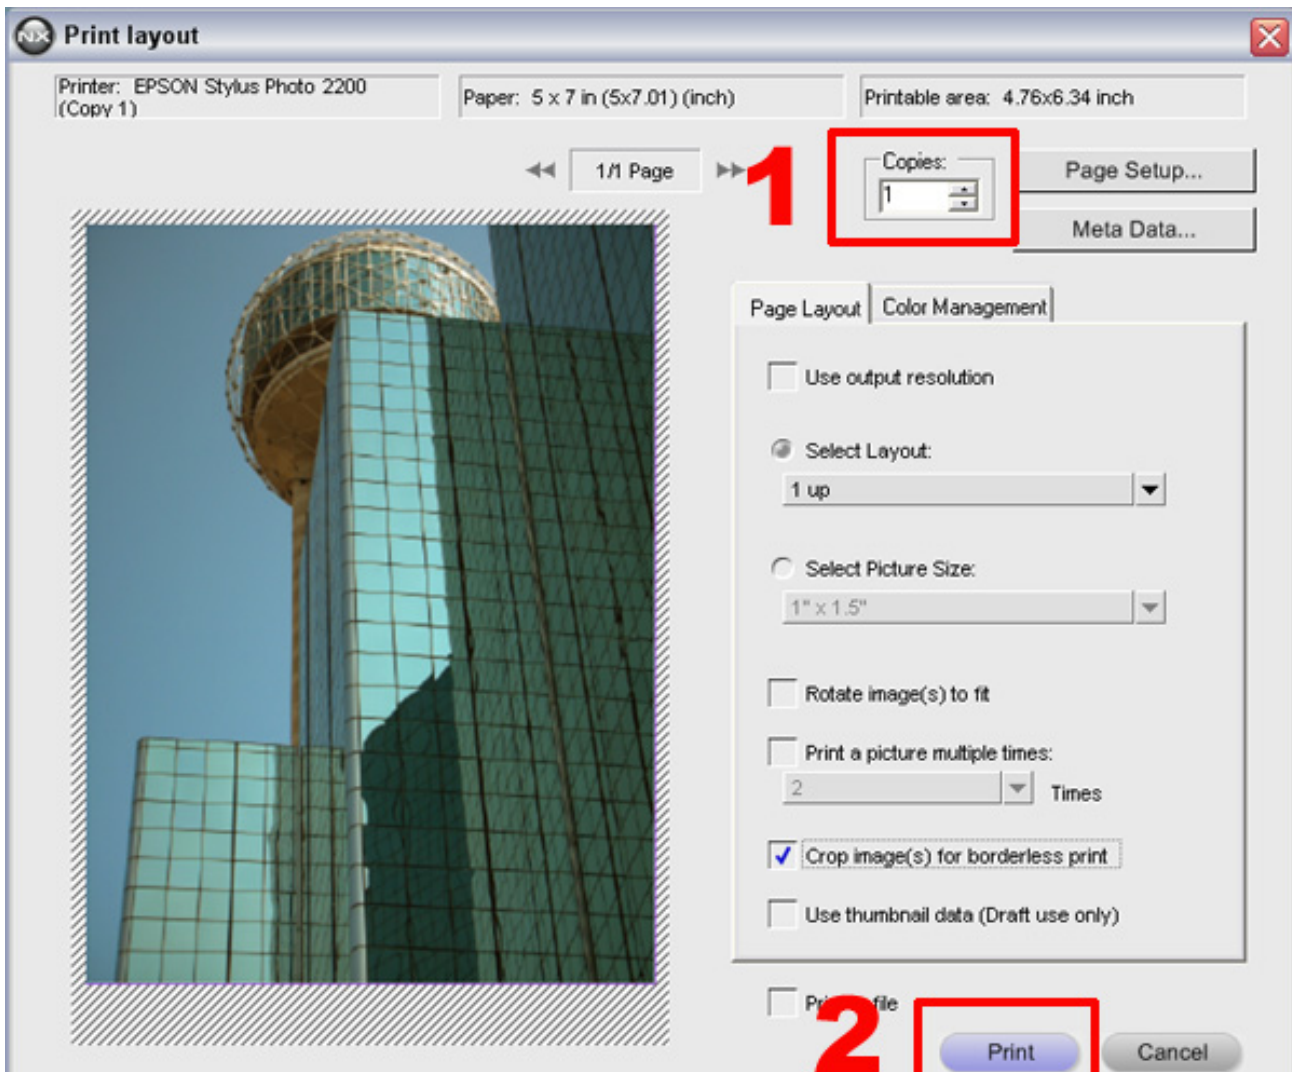 NX Print layout
Printer: EPSON Stylus Photo 2200
(Copy 1)
Paper: 5 x 7 in (5x7.01) (inch)
Printable area: 4.76x6.34 inch
1/1 Page
1
Copies:
1
Page Setup...
Meta Data...
Page Layout
Color Management
Use output resolution
Select Layout:
1 up
Select Picture Size:
1" x 1.5"
Rotate image(s) to fit
Print a picture multiple times:
2
Times
Crop image(s) for borderless print
Use thumbnail data (Draft use only)
file
2
Print
Cancel